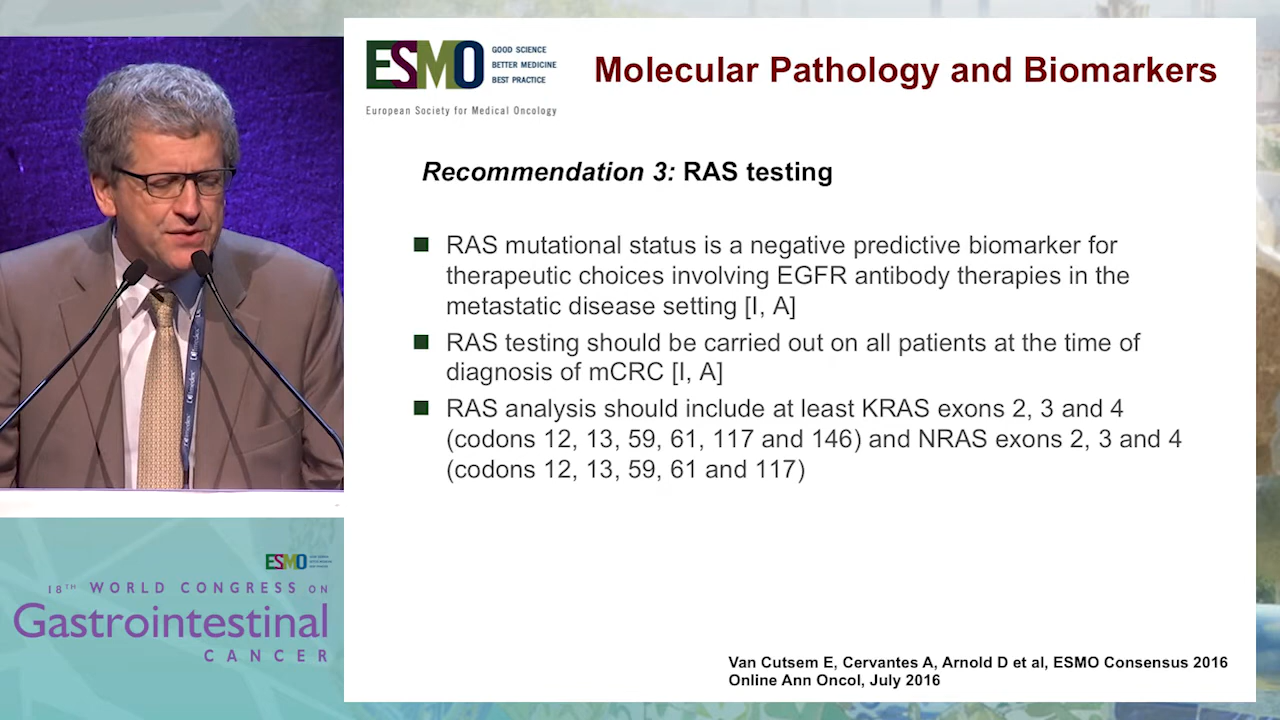 ESMO
GOOD SCIENCE
BETTER MEDICINE
BEST PRACTICE
European Society for Medical Oncology
Molecular Pathology and Biomarkers
Recommendation 3: RAS testing
RAS mutational status is a negative predictive biomarker for
therapeutic choices involving EGFR antibody therapies in the
metastatic disease setting [I, A]
RAS testing should be carried out on all patients at the time of
diagnosis of mCRC [I, A]
RAS analysis should include at least KRAS exons 2, 3 and 4
(codons 12, 13, 59, 61, 117 and 146) and NRAS exons 2, 3 and 4
(codons 12, 13, 59, 61 and 117)
Van Cutsem E, Cervantes A, Arnold D et al, ESMO Consensus 2016
Online Ann Oncol, July 2016
ESMO
18TH WORLD CONGRESS ON
Gastrointestinal
CANCER